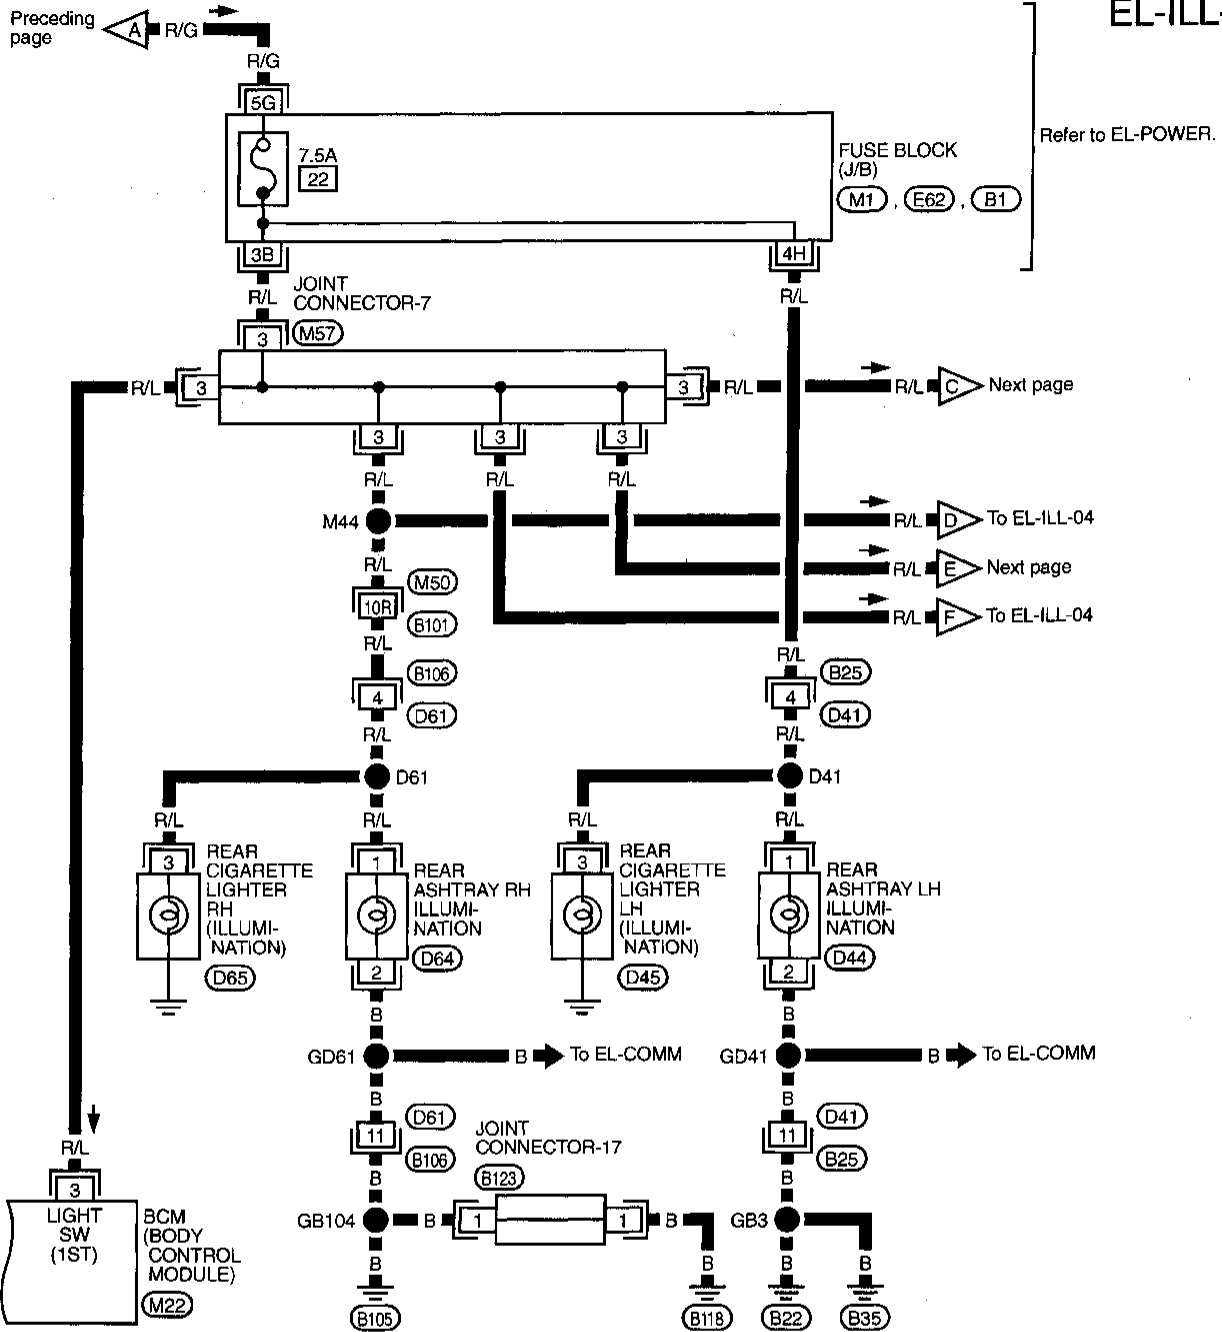 EL-ILL-
Preceding
page
A
R/G
R/G
5G
7.5A
22
FUSE BLOCK
(J/B)
M1 , E62 , B1
Refer to EL-POWER.
3B
4H
R/L
R/L
JOINT
CONNECTOR-7
M57
3
R/L
3
3
R/L
R/L
C
Next page
3
3
3
R/L
R/L
R/L
M44
R/L
D
To EL-ILL-04
R/L
M50
10R
B101
R/L
E
Next page
R/L
F
To EL-ILL-04
R/L
B106
4
D61
R/L
R/L
B25
4
D41
R/L
D61
D41
R/L
R/L
R/L
R/L
3
REAR
CIGARETTE
LIGHTER
RH
(ILLUMI-
NATION)
D65
1
REAR
ASHTRAY RH
ILLUMI-
NATION
D64
2
3
REAR
CIGARETTE
LIGHTER
LH
(ILLUMI-
NATION)
D45
1
REAR
ASHTRAY LH
ILLUMI-
NATION
D44
2
B
B
GD61
B
To EL-COMM
GD41
B
To EL-COMM
B
B
D61
11
B106
JOINT
CONNECTOR-17
B123
D41
11
B25
B
B
R/L
3
LIGHT
SW
(1ST)
BCM
(BODY
CONTROL
MODULE)
M22
GB104
B
1
1
B
GB3
B
B
B
B
B105
B118
B22
B35